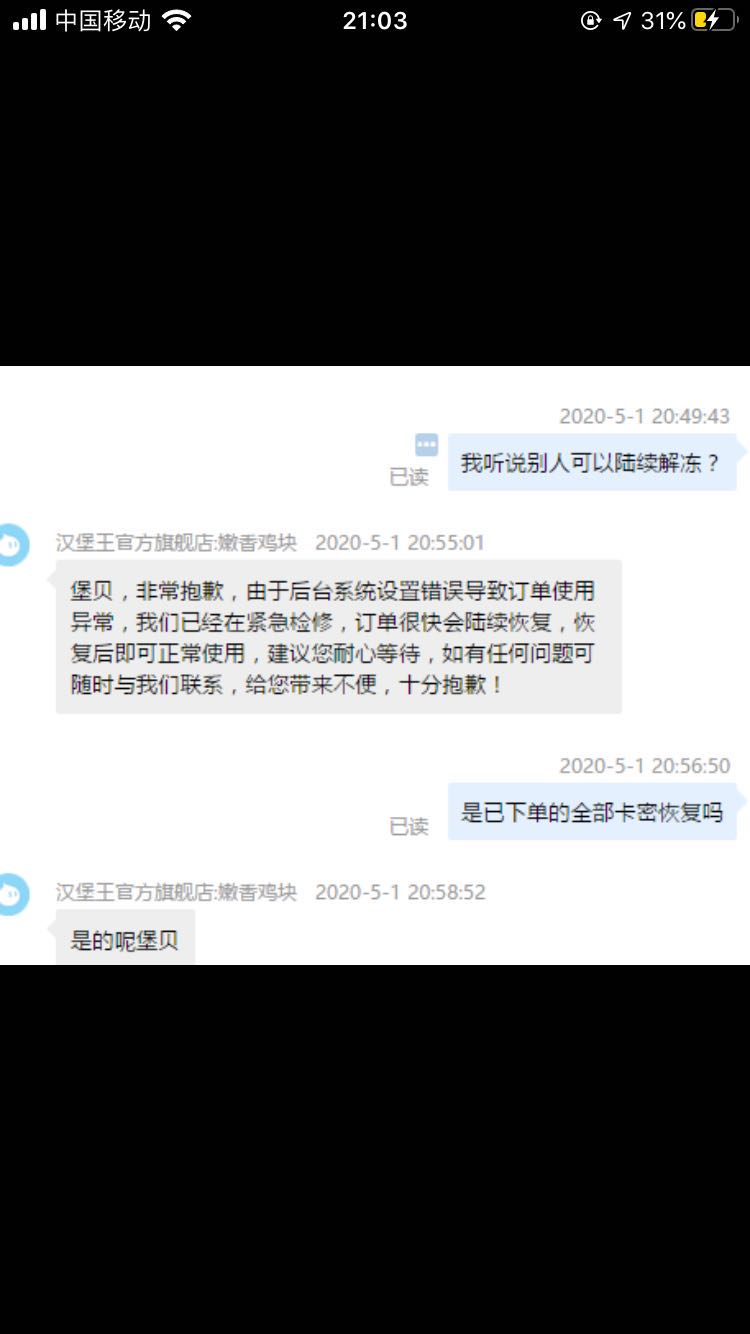 中国移动
21:03
31%
2020-5-1 20:49:43
我听说别人可以陆续解冻？
已读
汉堡王官方旗舰店:嫩香鸡块 2020-5-1 20:55:01
堡贝，非常抱歉，由于后台系统设置错误导致订单使用
异常，我们已经在紧急检修，订单很快会陆续恢复，恢
复后即可正常使用，建议您耐心等待，如有任何问题可
随时与我们联系，给您带来不便，十分抱歉！
2020-5-1 20:56:50
是已下单的全部卡密恢复吗
已读
汉堡王官方旗舰店:嫩香鸡块 2020-5-1 20:58:52
是的呢堡贝